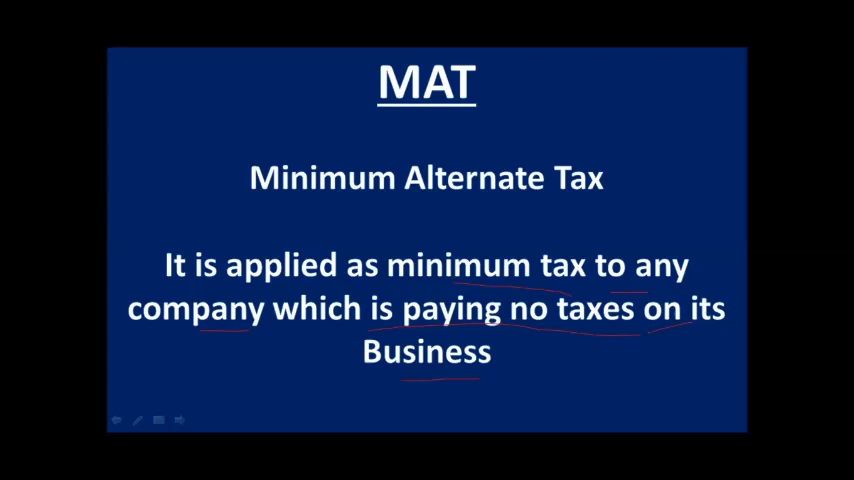 MAT
Minimum Alternate Tax
It is applied as minimum tax to any
company which is paying no taxes on its
Business